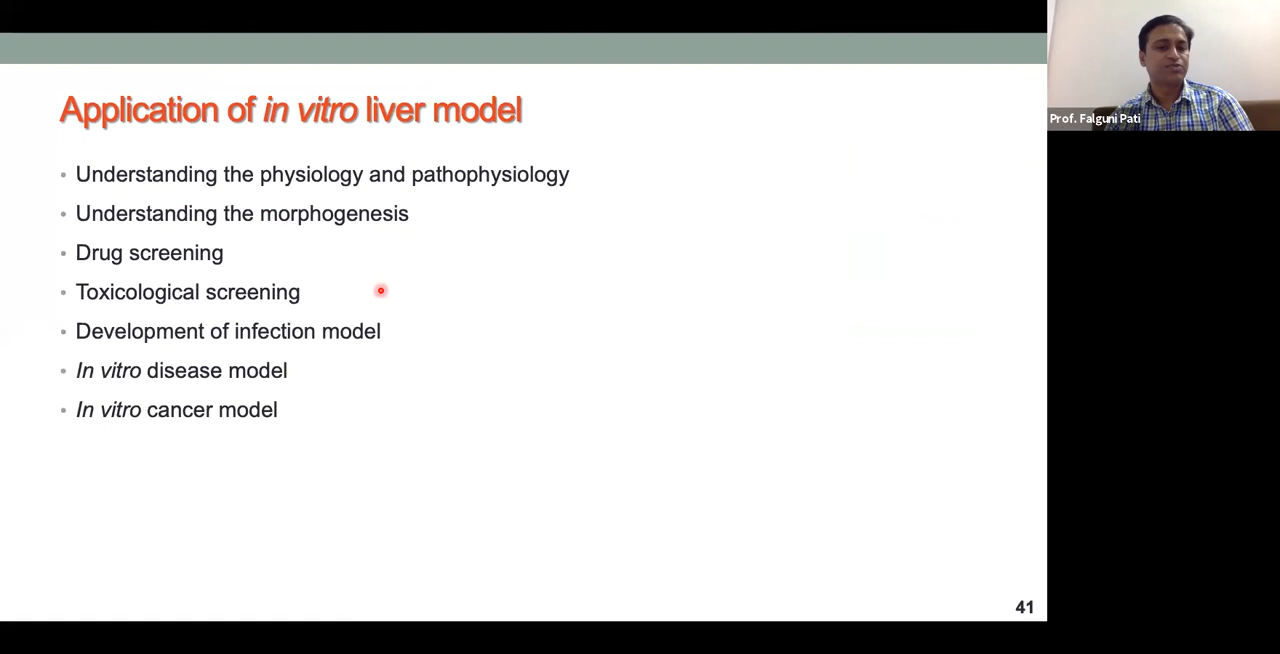 Application of in vitro liver model
• Understanding the physiology and pathophysiology
• Understanding the morphogenesis
• Drug screening
• Toxicological screening
• Development of infection model
• In vitro disease model
• In vitro cancer model
41
Prof. Falguni Pati